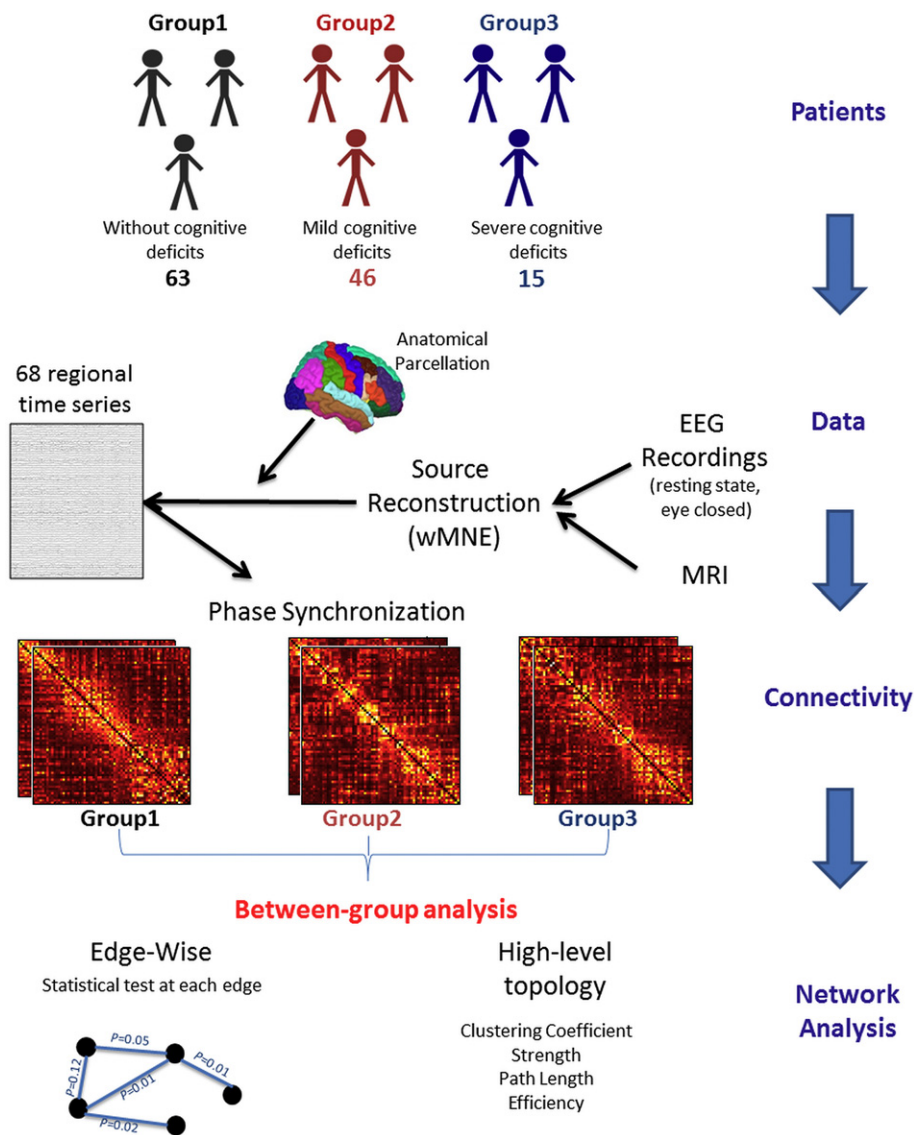 Group1
Group2
Group3
Patients
Without cognitive
deficits
63
Mild cognitive
deficits
46
Severe cognitive
deficits
15
Anatomical
Parcellation
68 regional
time series
Data
EEG
Recordings
(resting state,
eye closed)
Source
Reconstruction
(wMNE)
MRI
Phase Synchronization
Connectivity
Group1
Group2
Group3
Between-group analysis
Edge-Wise
Statistical test at each edge
P=0.05
P=0.12
P=0.01
P=0.01
P=0.02
High-level
topology
Clustering Coefficient
Strength
Path Length
Efficiency
Network
Analysis